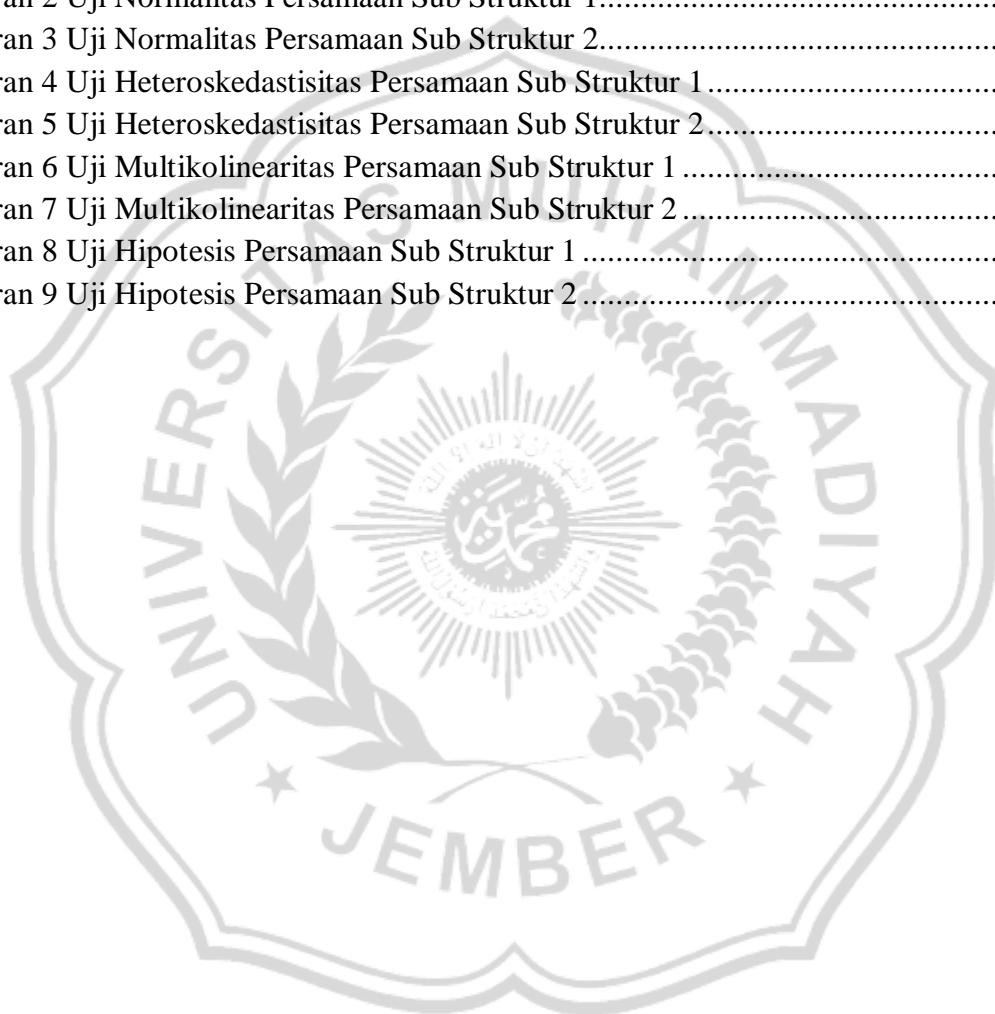 ran 2 Uji Normalitas Persamaan Sub Struktur 1..............................................
ran 3 Uji Normalitas Persamaan Sub Struktur 2..............................................
ran 4 Uji Heteroskedastisitas Persamaan Sub Struktur 1..................................
ran 5 Uji Heteroskedastisitas Persamaan Sub Struktur 2..................................
ran 6 Uji Multikolinearitas Persamaan Sub Struktur 1.....................................
ran 7 Uji Multikolinearitas Persamaan Sub Struktur 2.....................................
ran 8 Uji Hipotesis Persamaan Sub Struktur 1................................................
ran 9 Uji Hipotesis Persamaan Sub Struktur 2................................................
UNIVERSITAS MUHAMMADIYAH
JEMBER